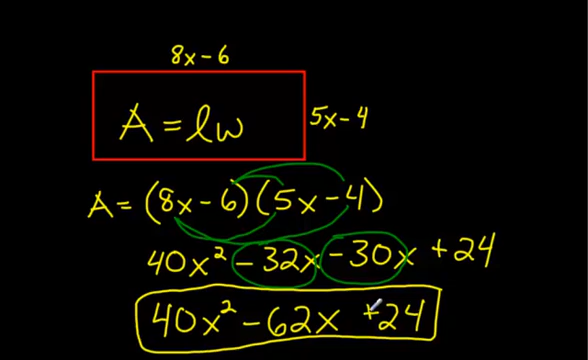 8x - 6
A = lw
5x - 4
A = (8x - 6)(5x - 4)
40x² - 32x - 30x + 24
40x² - 62x + 24